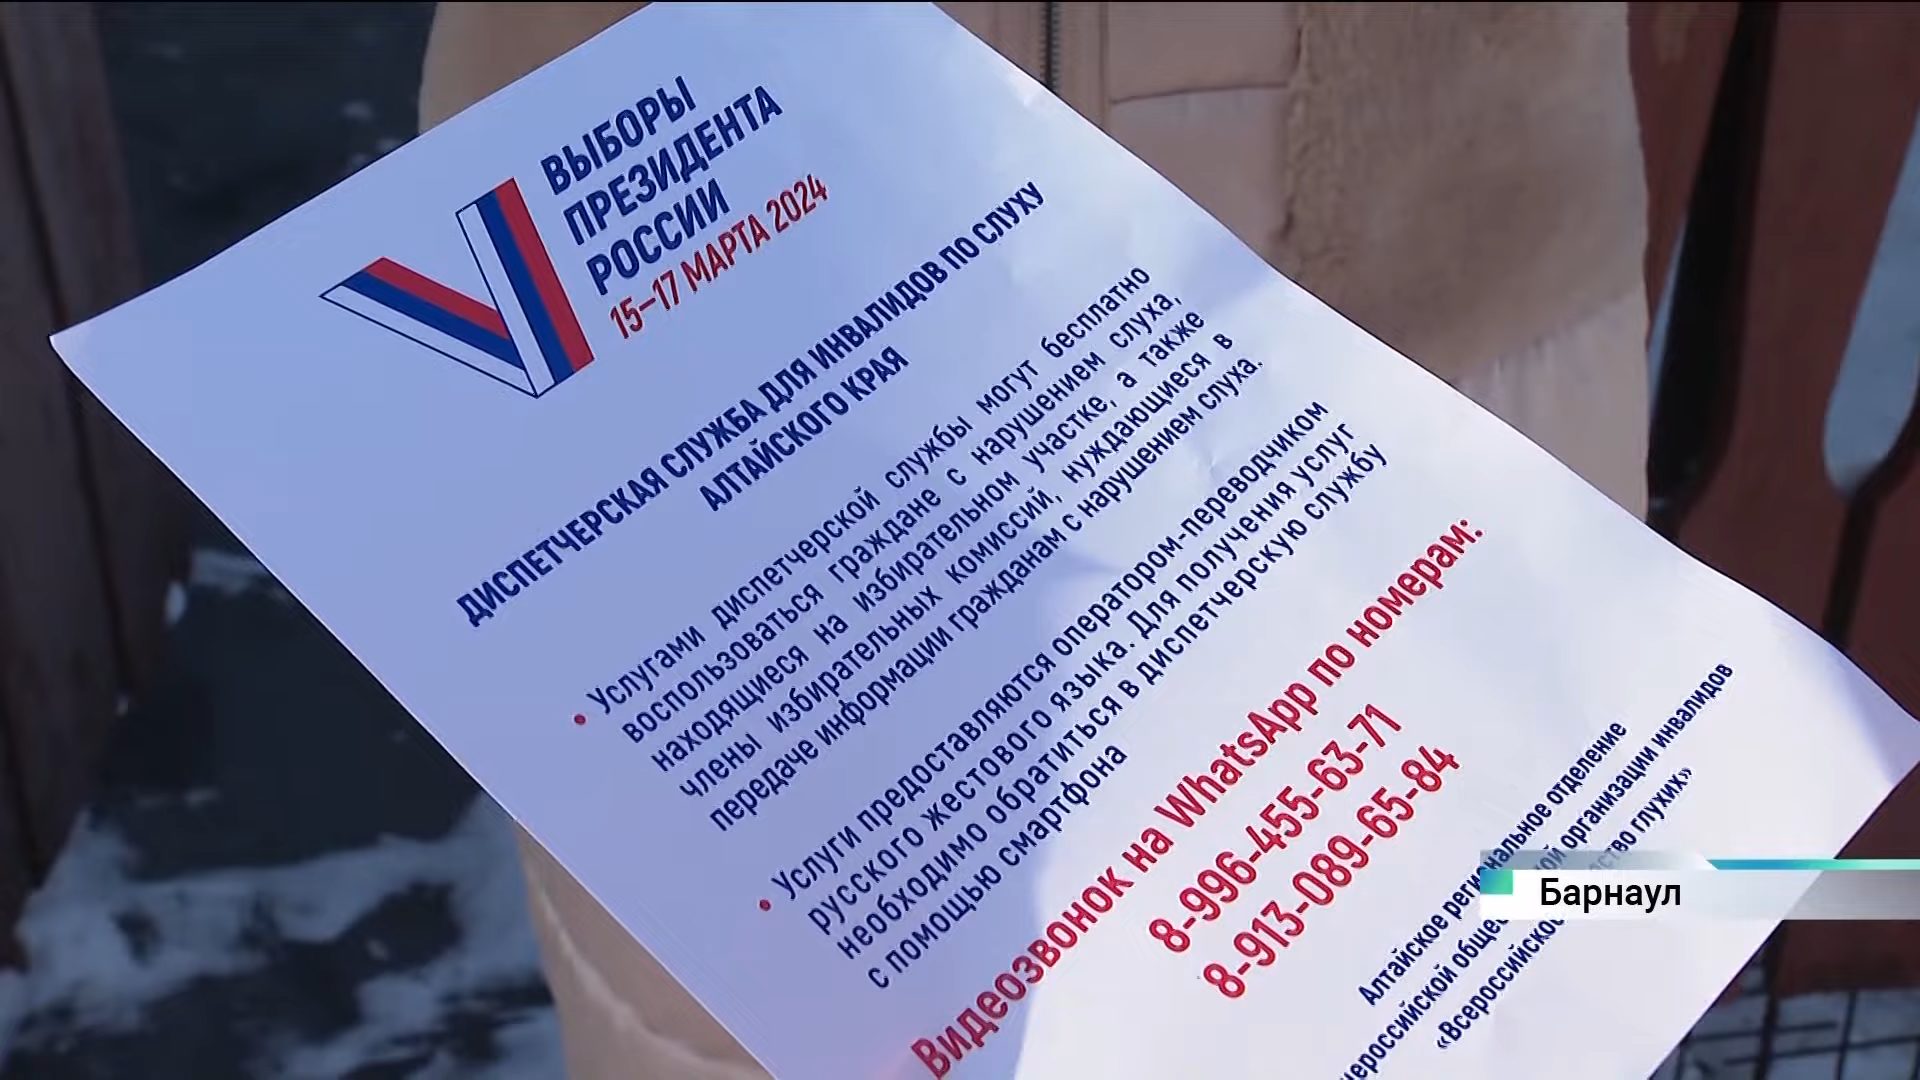 ВЫБОРЫ
ПРЕЗИДЕНТА
РОССИИ
15–17 МАРТА 2024
ДИСПЕТЧЕРСКАЯ СЛУЖБА ДЛЯ ИНВАЛИДОВ ПО СЛУХУ
АЛТАЙСКОГО КРАЯ
• Услугами диспетчерской службы могут бесплатно
воспользоваться граждане с нарушением слуха,
находящиеся на избирательном участке, а также
члены избирательных комиссий, нуждающиеся в
передаче информации гражданам с нарушением слуха.
• Услуги предоставляются оператором-переводчиком
русского жестового языка. Для получения услуг
необходимо обратиться в диспетчерскую службу
с помощью смартфона
Видеозвонок на WhatsApp по номерам:
8-996-455-63-71
8-913-089-65-84
Алтайское региональное отделение
организации инвалидов
«Всероссийское глухих»
Барнаул